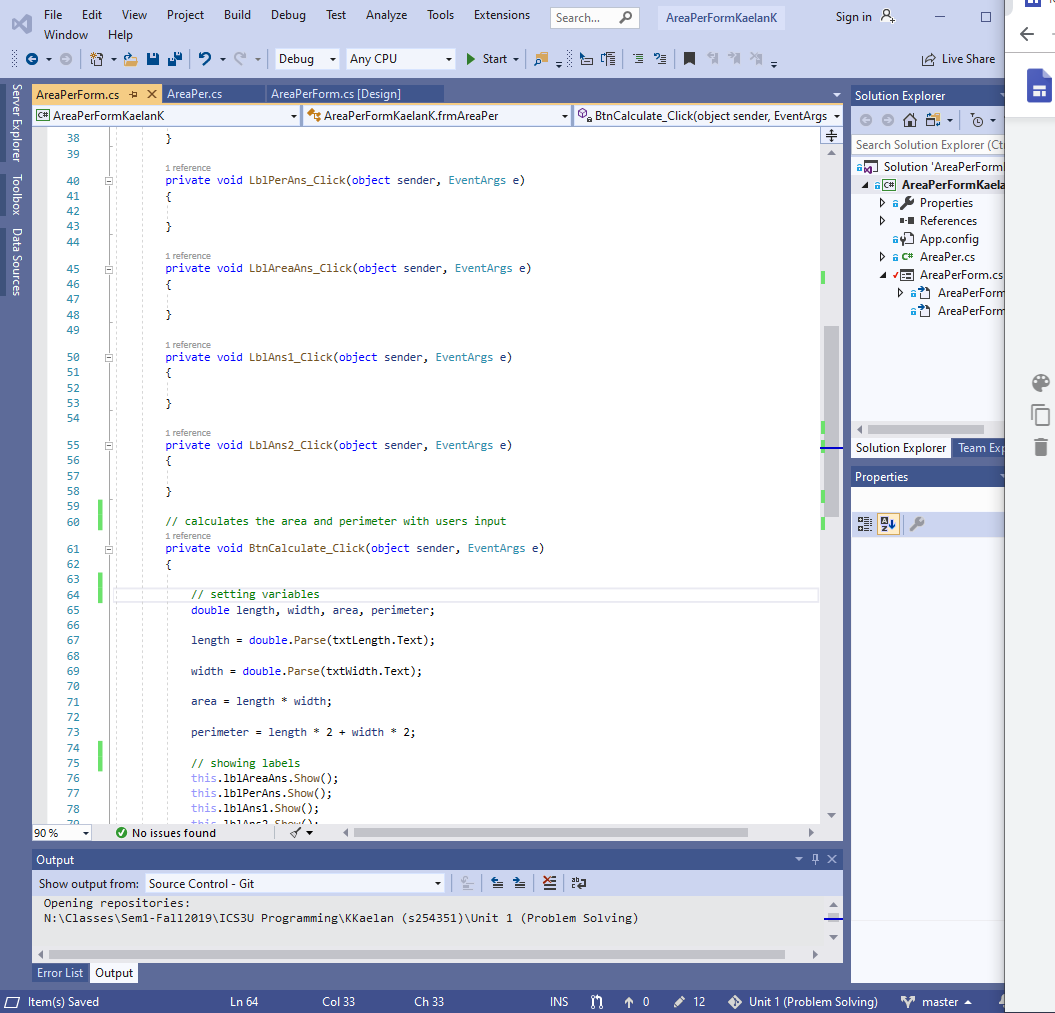 File Edit View Project Build Debug Test Analyze Tools Extensions Search... AreaPerFormKaelanK Sign in
Window Help
Debug Any CPU Start Live Share
Server Explorer
Toolbox
Data Sources
AreaPerForm.cs AreaPer.cs AreaPerForm.cs [Design]
C# AreaPerFormKaelanK AreaPerFormKaelanK.frmAreaPer BtnCalculate_Click(object sender, EventArgs
38 }
39
1 reference
40 private void LblPerAns_Click(object sender, EventArgs e)
41 {
42
43 }
44
1 reference
45 private void LblAreaAns_Click(object sender, EventArgs e)
46 {
47
48 }
49
1 reference
50 private void LblAns1_Click(object sender, EventArgs e)
51 {
52
53 }
54
1 reference
55 private void LblAns2_Click(object sender, EventArgs e)
56 {
57
58 }
59
60 // calculates the area and perimeter with users input
1 reference
61 private void BtnCalculate_Click(object sender, EventArgs e)
62 {
63
64 // setting variables
65 double length, width, area, perimeter;
66
67 length = double.Parse(txtLength.Text);
68
69 width = double.Parse(txtWidth.Text);
70
71 area = length * width;
72
73 perimeter = length * 2 + width * 2;
74
75 // showing labels
76 this.lblAreaAns.Show();
77 this.lblPerAns.Show();
78 this.lblAns1.Show();
79 this.lblAns2.Show();
90 % No issues found
Output
Show output from: Source Control - Git
Opening repositories:
N:\Classes\Sem1-Fall2019\ICS3U Programming\KKaelan (s254351)\Unit 1 (Problem Solving)
Error List Output
Solution Explorer
Search Solution Explorer (Ct
Solution 'AreaPerForm
C# AreaPerFormKaela
Properties
References
App.config
C# AreaPer.cs
AreaPerForm.cs
AreaPerForm
AreaPerForm
Solution Explorer Team Exp
Properties
Item(s) Saved Ln 64 Col 33 Ch 33 INS 0 12 Unit 1 (Problem Solving) master